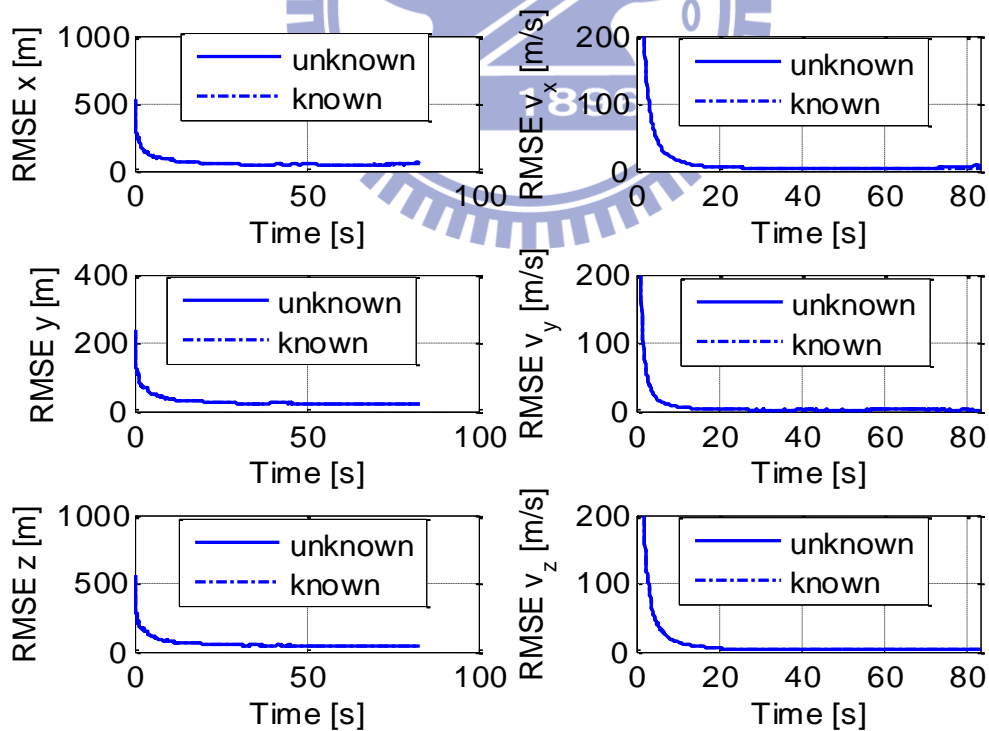 RMSE x [m]
1000
500
0
unknown
known
0 50 100
Time [s]
RMSE v_x [m/s]
200
100
0
unknown
known
0 20 40 60 80
Time [s]
RMSE y [m]
400
200
0
unknown
known
0 50 100
Time [s]
RMSE v_y [m/s]
200
100
0
unknown
known
0 20 40 60 80
Time [s]
RMSE z [m]
1000
500
0
unknown
known
0 50 100
Time [s]
RMSE v_z [m/s]
200
100
0
unknown
known
0 20 40 60 80
Time [s]